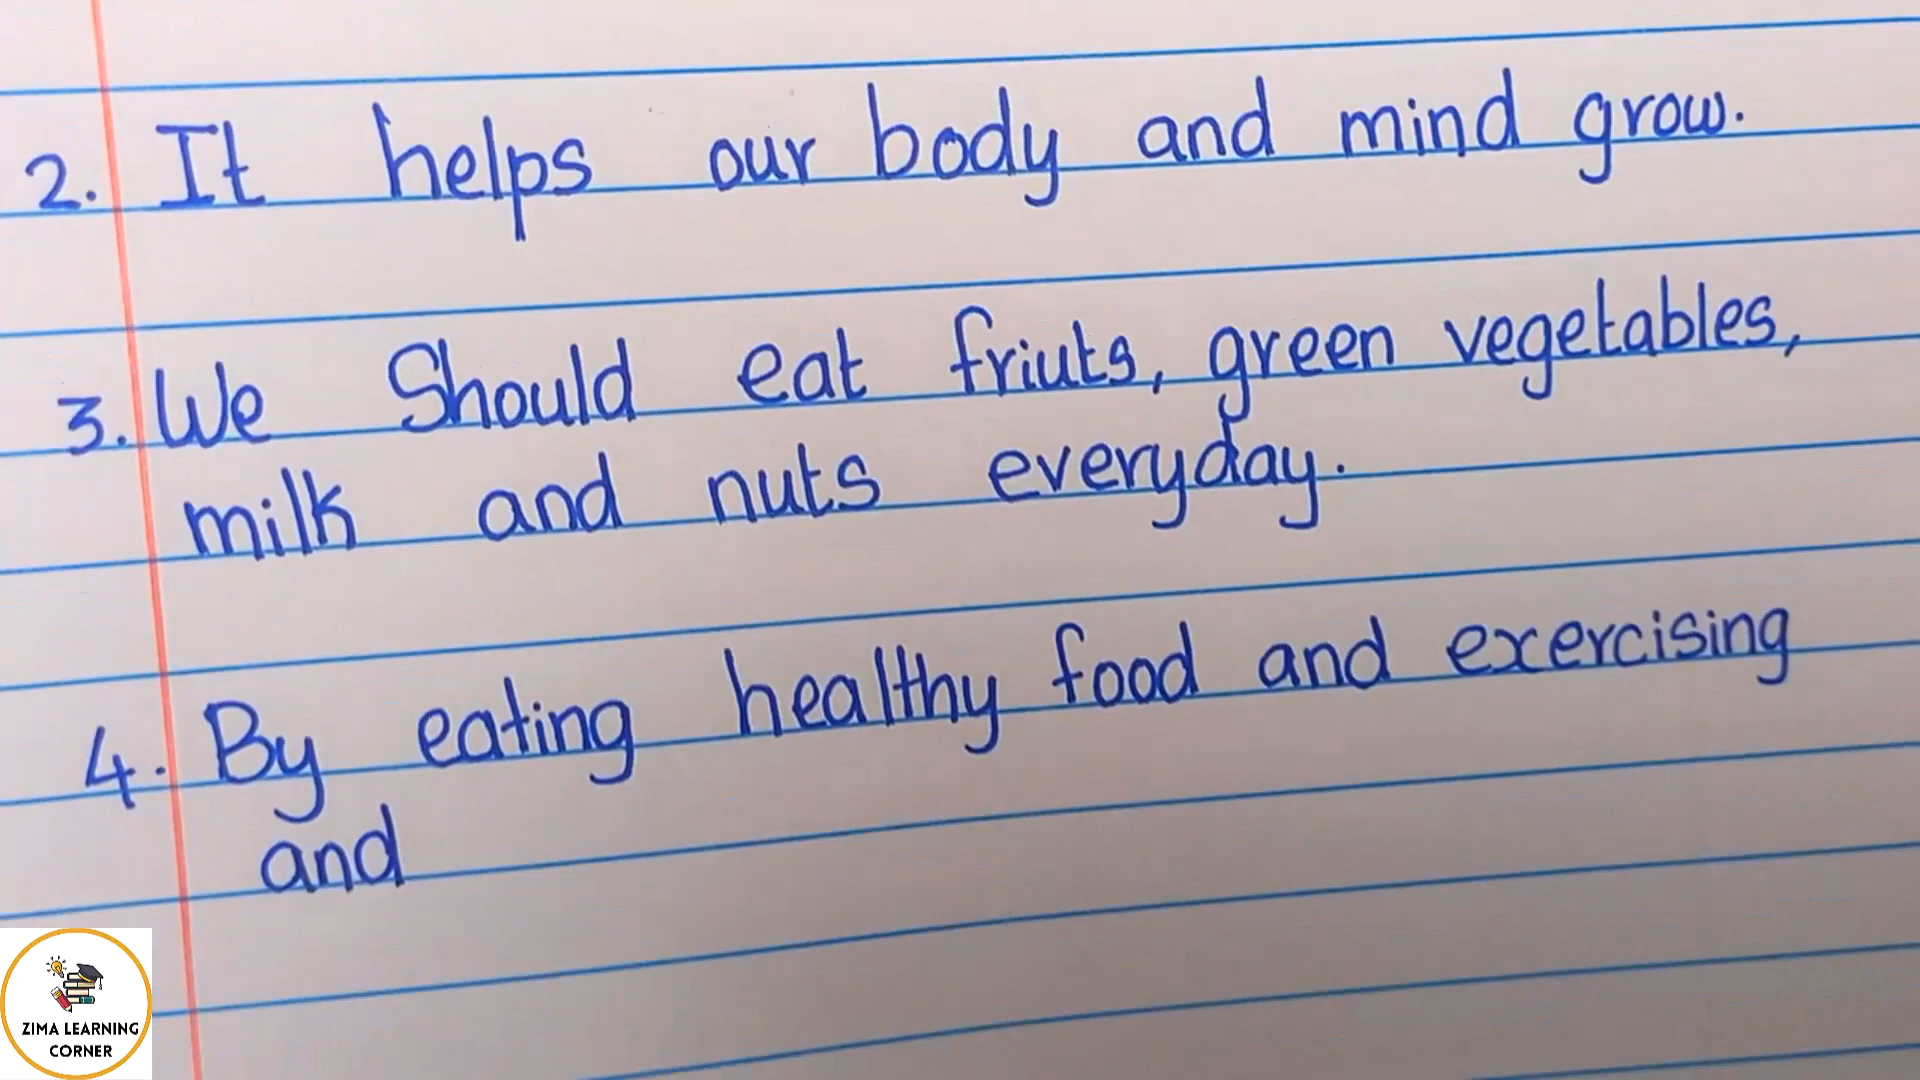 2. It helps our body and mind grow.
3. We Should eat friuts, green vegetables,
milk and nuts everyday.
4. By eating healthy food and exercising
and
ZIMA LEARNING
CORNER